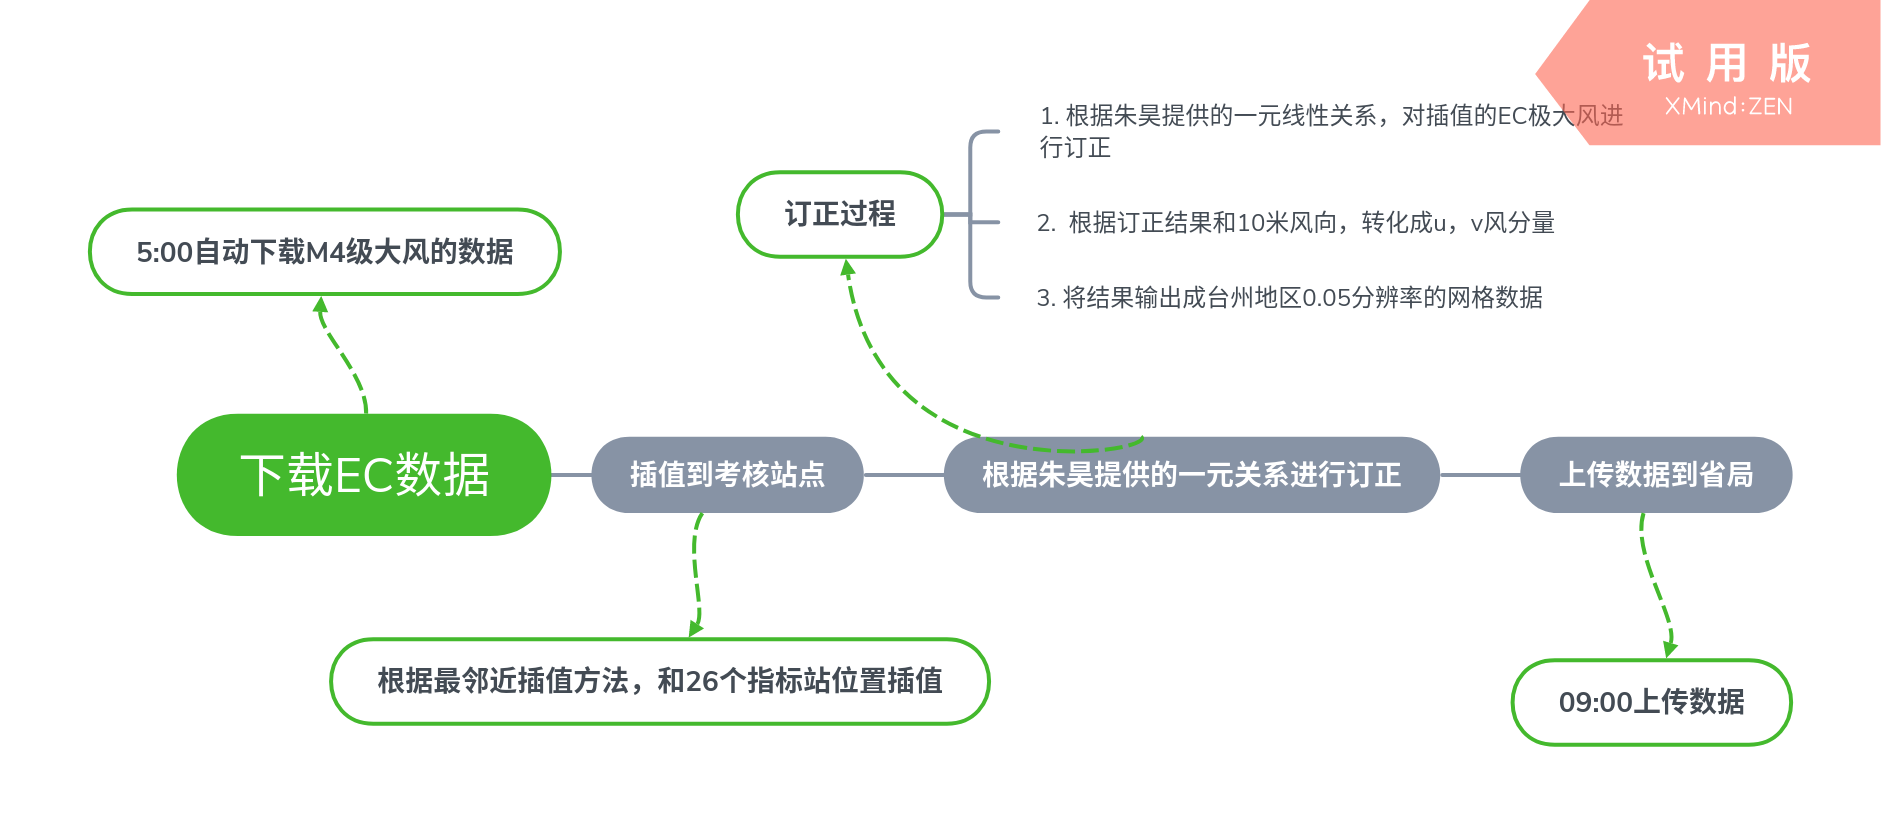 试用版
XMind:ZEN
1. 根据朱昊提供的一元线性关系，对插值的EC极大风进
行订正
订正过程
2.  根据订正结果和10米风向，转化成u，v风分量
5:00自动下载M4级大风的数据
3. 将结果输出成台州地区0.05分辨率的网格数据
下载EC数据
插值到考核站点
根据朱昊提供的一元关系进行订正
上传数据到省局
根据最邻近插值方法，和26个指标站位置插值
09:00上传数据